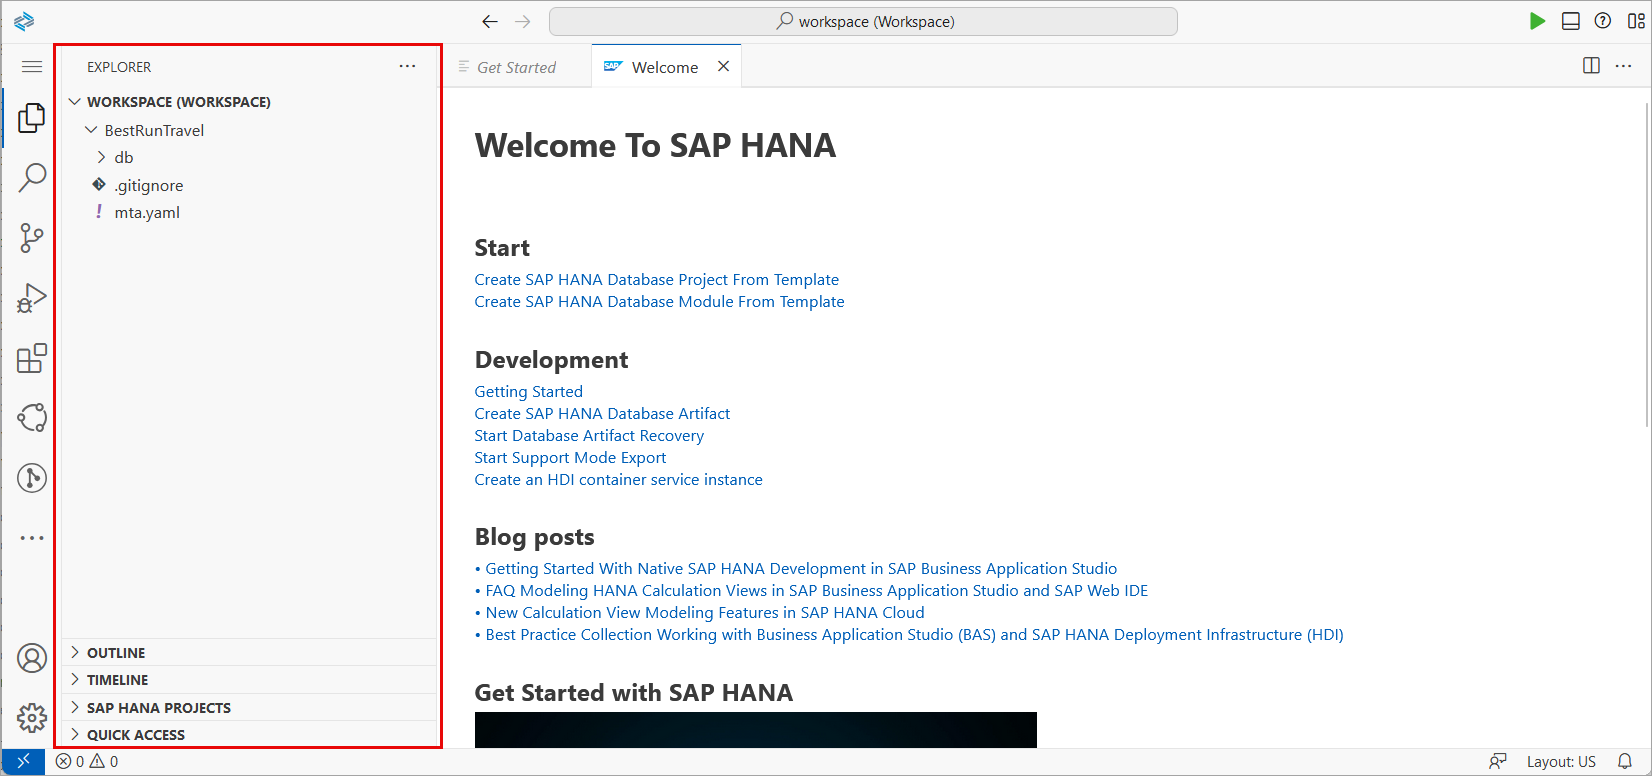 workspace (Workspace)
EXPLORER
WORKSPACE (WORKSPACE)
BestRunTravel
db
.gitignore
! mta.yaml
OUTLINE
TIMELINE
SAP HANA PROJECTS
QUICK ACCESS
Get Started
SAP Welcome
Welcome To SAP HANA
Start
Create SAP HANA Database Project From Template
Create SAP HANA Database Module From Template
Development
Getting Started
Create SAP HANA Database Artifact
Start Database Artifact Recovery
Start Support Mode Export
Create an HDI container service instance
Blog posts
• Getting Started With Native SAP HANA Development in SAP Business Application Studio
• FAQ Modeling HANA Calculation Views in SAP Business Application Studio and SAP Web IDE
• New Calculation View Modeling Features in SAP HANA Cloud
• Best Practice Collection Working with Business Application Studio (BAS) and SAP HANA Deployment Infrastructure (HDI)
Get Started with SAP HANA
0 0
Layout: US